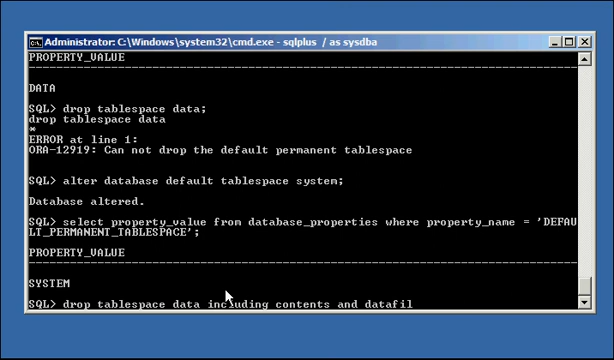 Administrator: C:\Windows\system32\cmd.exe - sqlplus  / as sysdba
PROPERTY_VALUE
--------------------------------------------------------------------------------
DATA
SQL> drop tablespace data;
drop tablespace data
*
ERROR at line 1:
ORA-12919: Can not drop the default permanent tablespace
SQL> alter database default tablespace system;
Database altered.
SQL> select property_value from database_properties where property_name = 'DEFAU
LT_PERMANENT_TABLESPACE';
PROPERTY_VALUE
--------------------------------------------------------------------------------
SYSTEM
SQL> drop tablespace data including contents and datafil